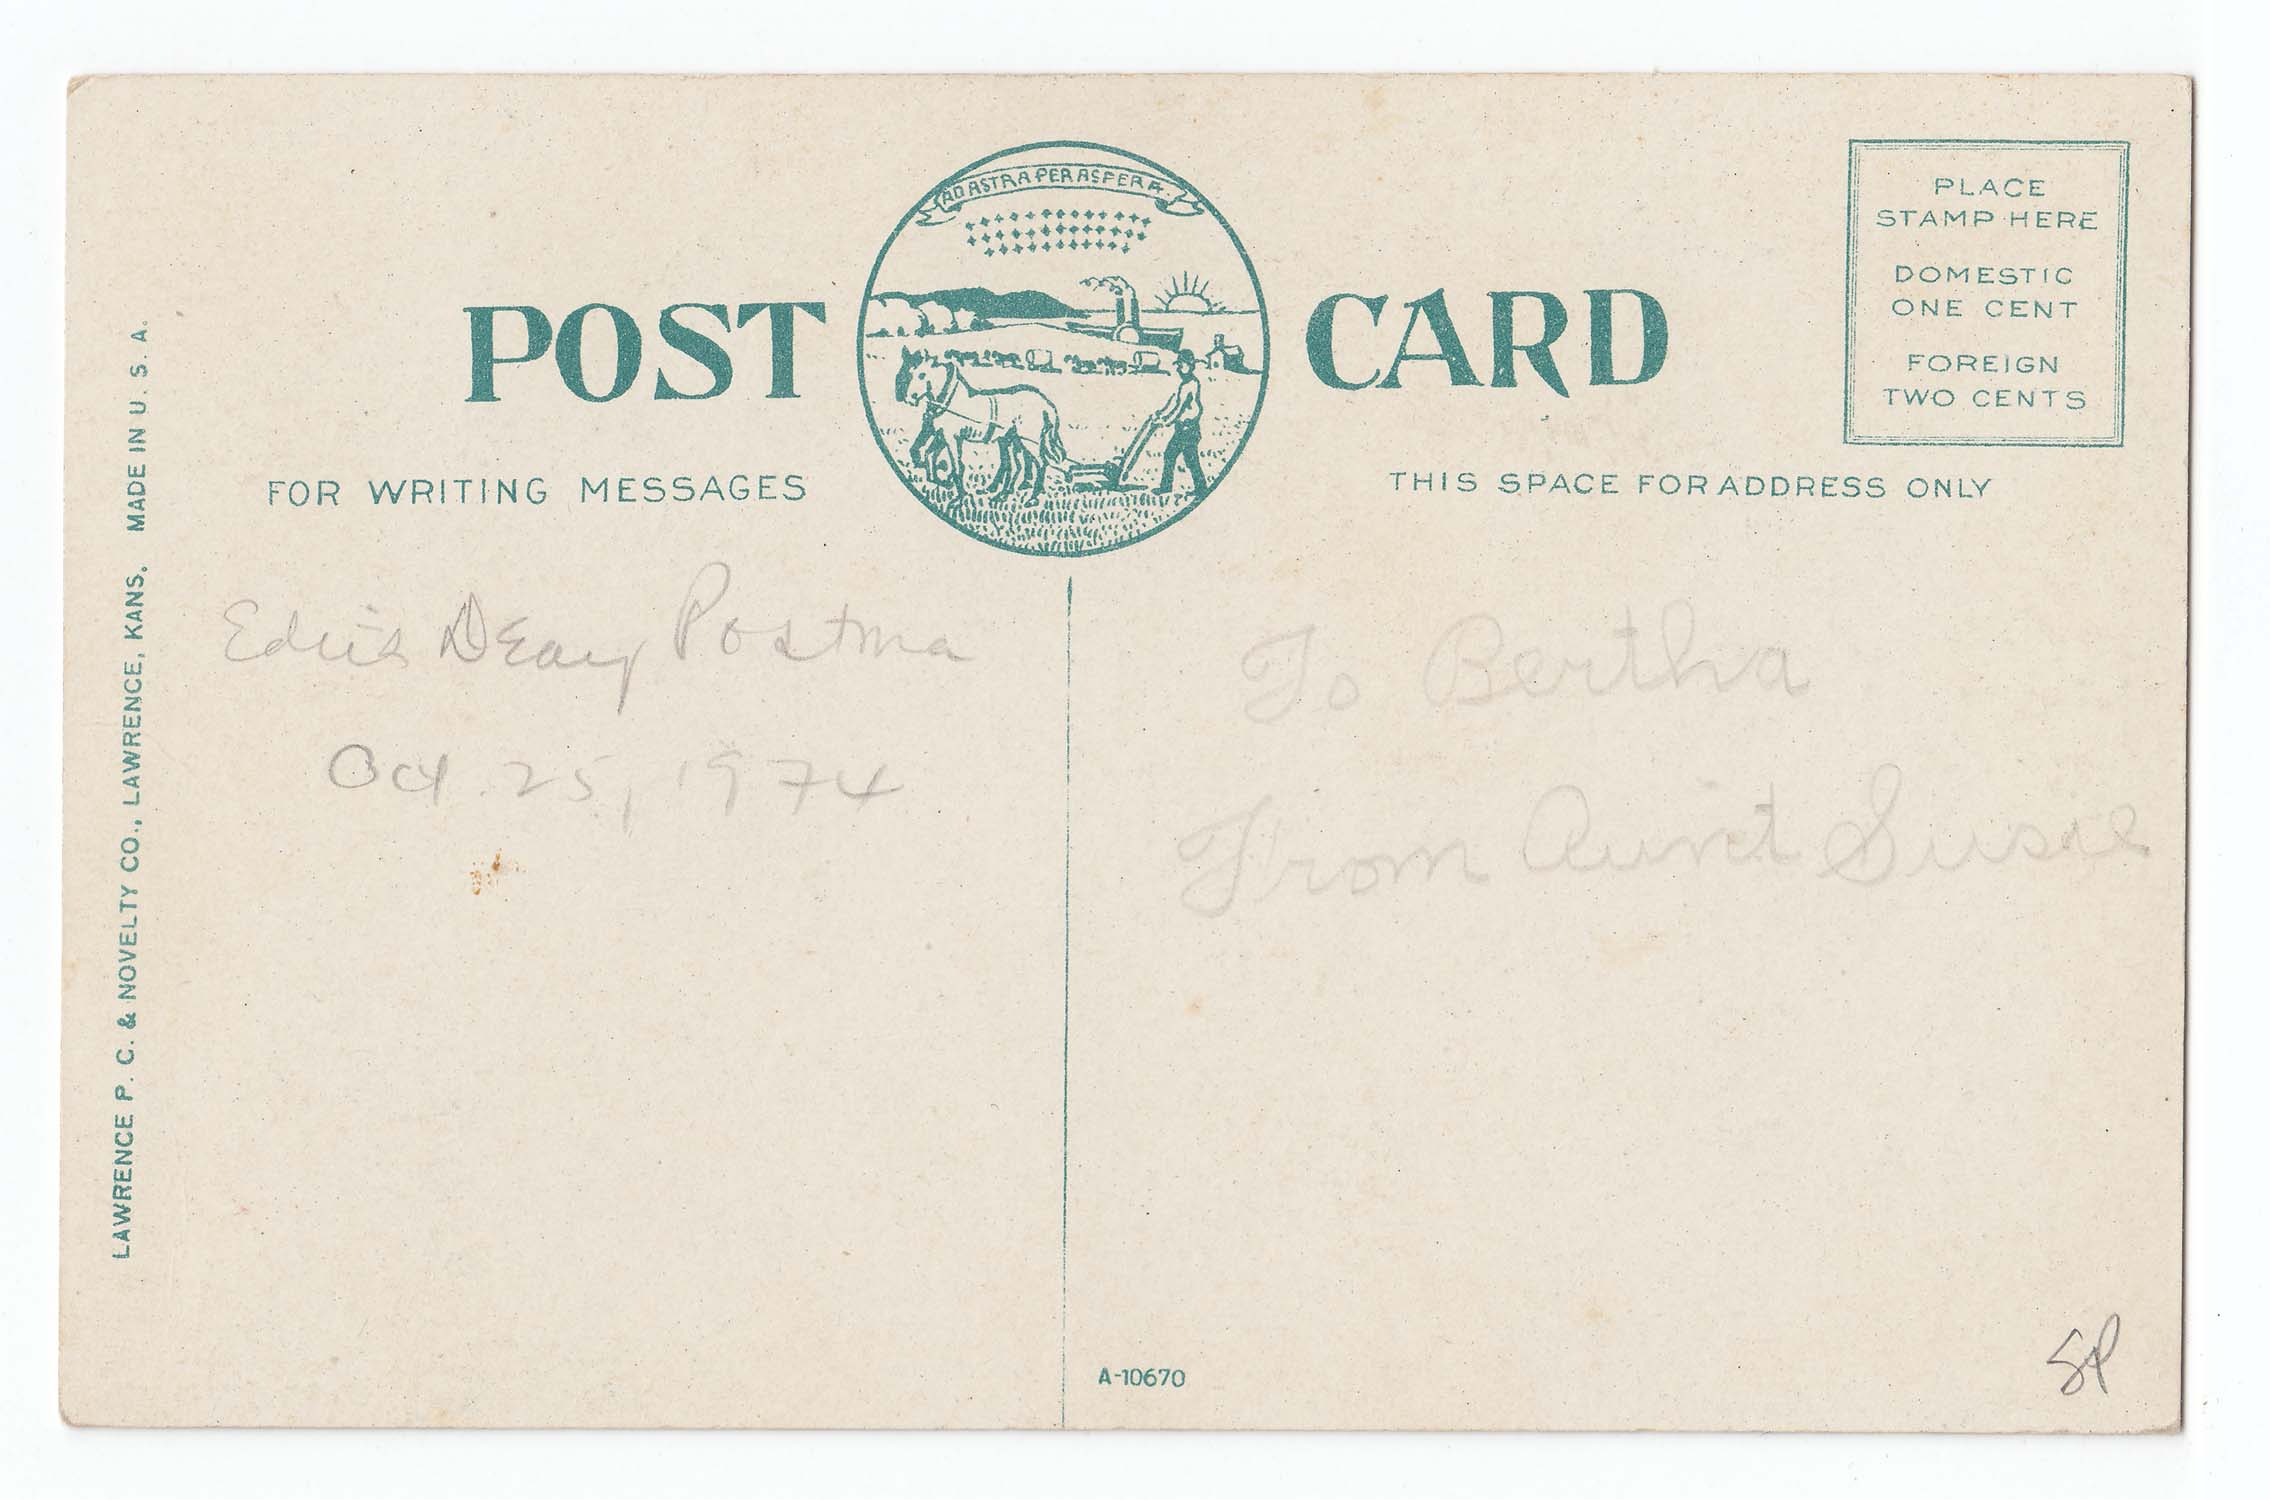 AD ASTRA PER ASPERA.
POST CARD
PLACE
STAMP HERE
DOMESTIC
ONE CENT
FOREIGN
TWO CENTS
FOR WRITING MESSAGES
THIS SPACE FOR ADDRESS ONLY
Postma
Oct. 25, 1974
To Bertha
From Aunt Susie
LAWRENCE P. C. & NOVELTY CO., LAWRENCE, KANS. MADE IN U. S. A.
A-10670
SP